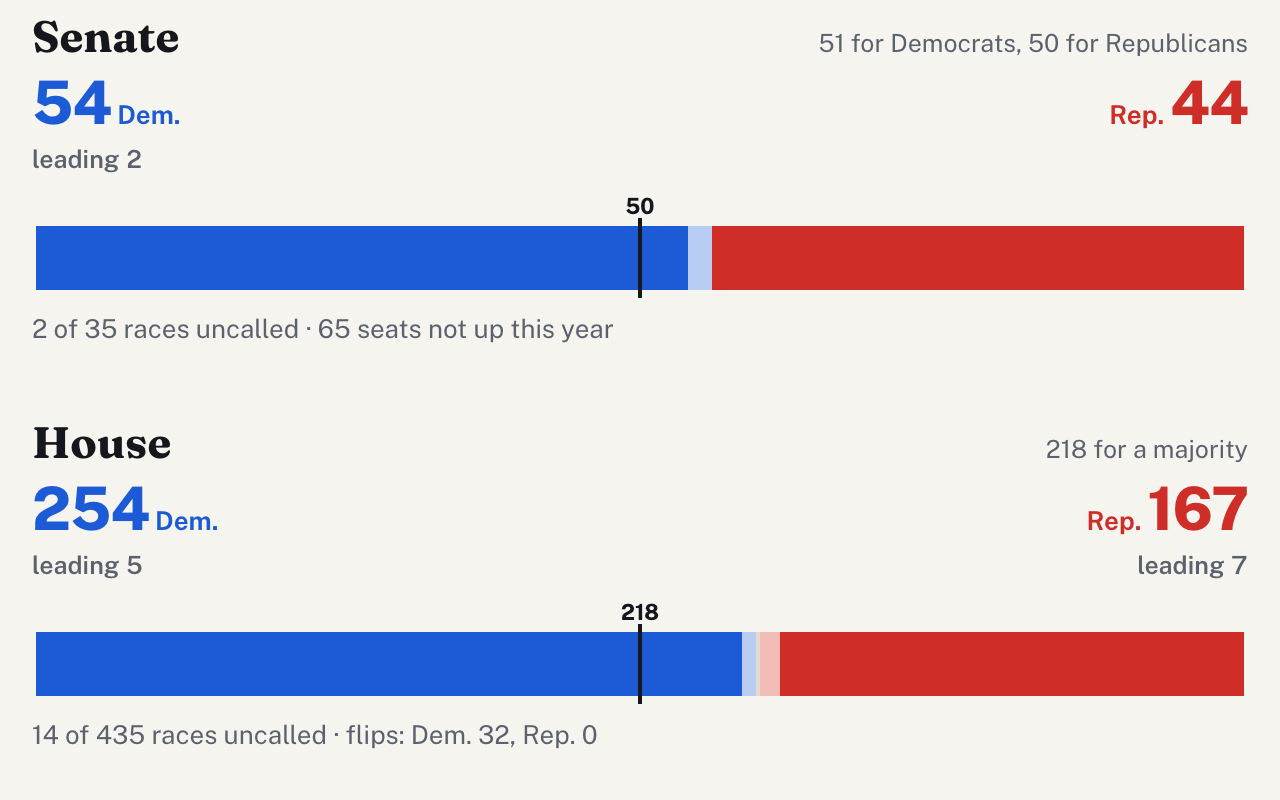 Senate
51 for Democrats, 50 for Republicans
54 Dem.
Rep. 44
leading 2
50
2 of 35 races uncalled · 65 seats not up this year
House
218 for a majority
254 Dem.
Rep. 167
leading 5
leading 7
218
14 of 435 races uncalled · flips: Dem. 32, Rep. 0